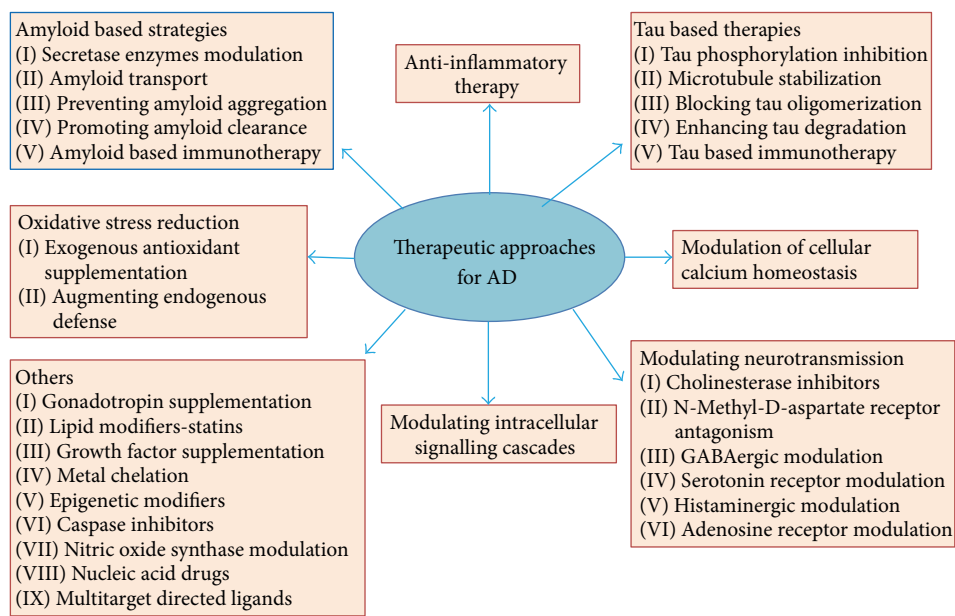 Amyloid based strategies
(I) Secretase enzymes modulation
(II) Amyloid transport
(III) Preventing amyloid aggregation
(IV) Promoting amyloid clearance
(V) Amyloid based immunotherapy
Anti-inflammatory
therapy
Tau based therapies
(I) Tau phosphorylation inhibition
(II) Microtubule stabilization
(III) Blocking tau oligomerization
(IV) Enhancing tau degradation
(V) Tau based immunotherapy
Oxidative stress reduction
(I) Exogenous antioxidant
supplementation
(II) Augmenting endogenous
defense
Therapeutic approaches
for AD
Modulation of cellular
calcium homeostasis
Others
(I) Gonadotropin supplementation
(II) Lipid modifiers-statins
(III) Growth factor supplementation
(IV) Metal chelation
(V) Epigenetic modifiers
(VI) Caspase inhibitors
(VII) Nitric oxide synthase modulation
(VIII) Nucleic acid drugs
(IX) Multitarget directed ligands
Modulating intracellular
signalling cascades
Modulating neurotransmission
(I) Cholinesterase inhibitors
(II) N-Methyl-D-aspartate receptor
antagonism
(III) GABAergic modulation
(IV) Serotonin receptor modulation
(V) Histaminergic modulation
(VI) Adenosine receptor modulation